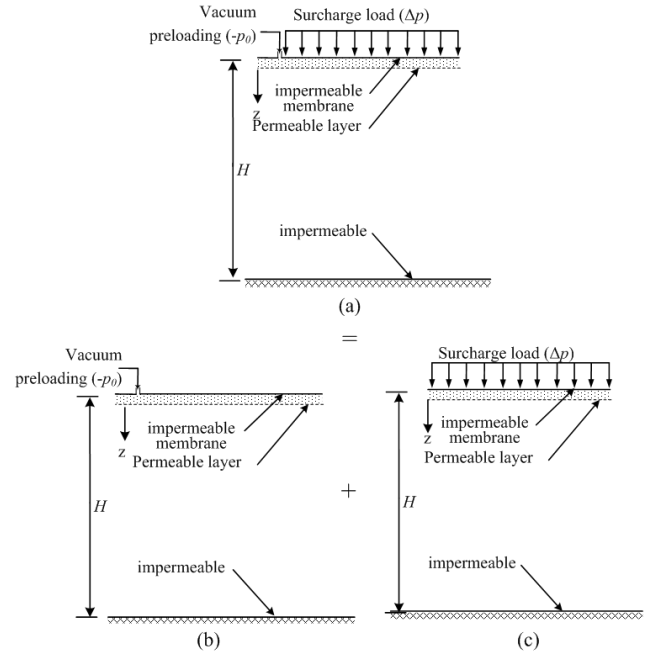 Vacuum
preloading (-p₀)
Surcharge load (Δp)
impermeable
membrane
z
Permeable layer
H
impermeable
(a)
=
Vacuum
preloading (-p₀)
impermeable
membrane
z
Permeable layer
H
impermeable
(b)
+
Surcharge load (Δp)
impermeable
z
membrane
Permeable layer
H
impermeable
(c)